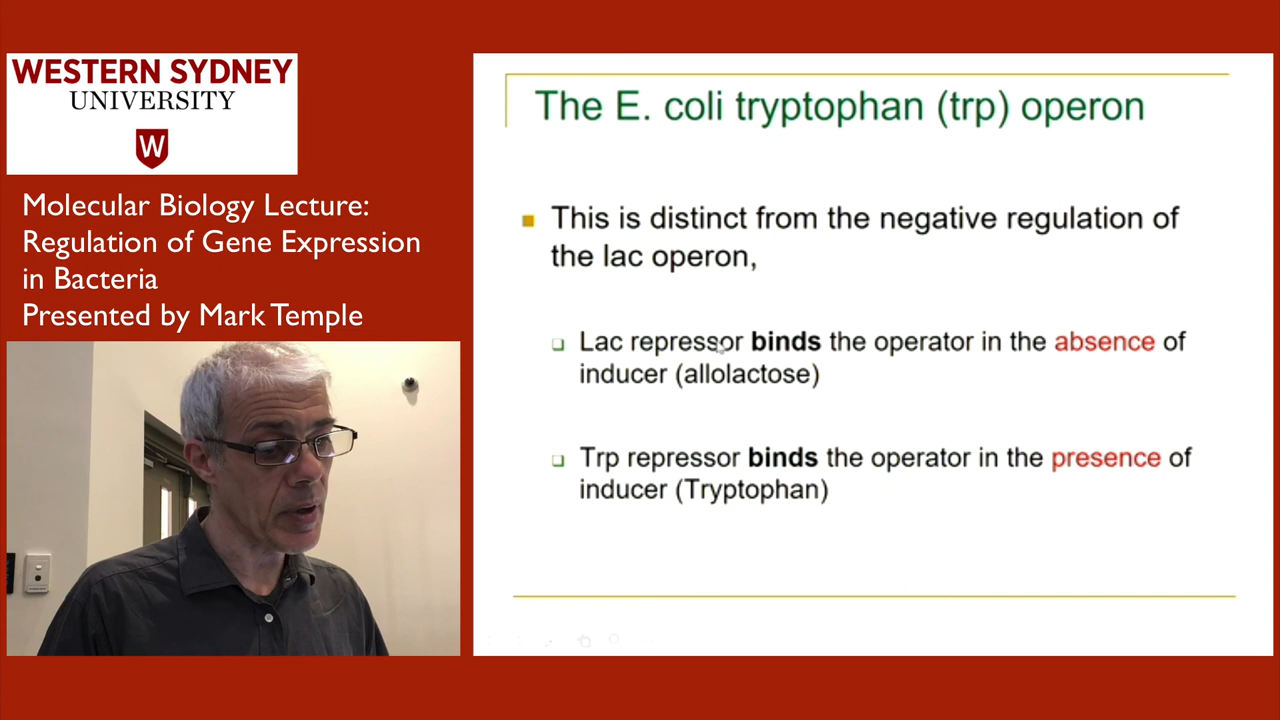 WESTERN SYDNEY
UNIVERSITY
W
Molecular Biology Lecture:
Regulation of Gene Expression
in Bacteria
Presented by Mark Temple
The E. coli tryptophan (trp) operon
This is distinct from the negative regulation of
the lac operon,
Lac repressor binds the operator in the absence of
inducer (allolactose)
Trp repressor binds the operator in the presence of
inducer (Tryptophan)